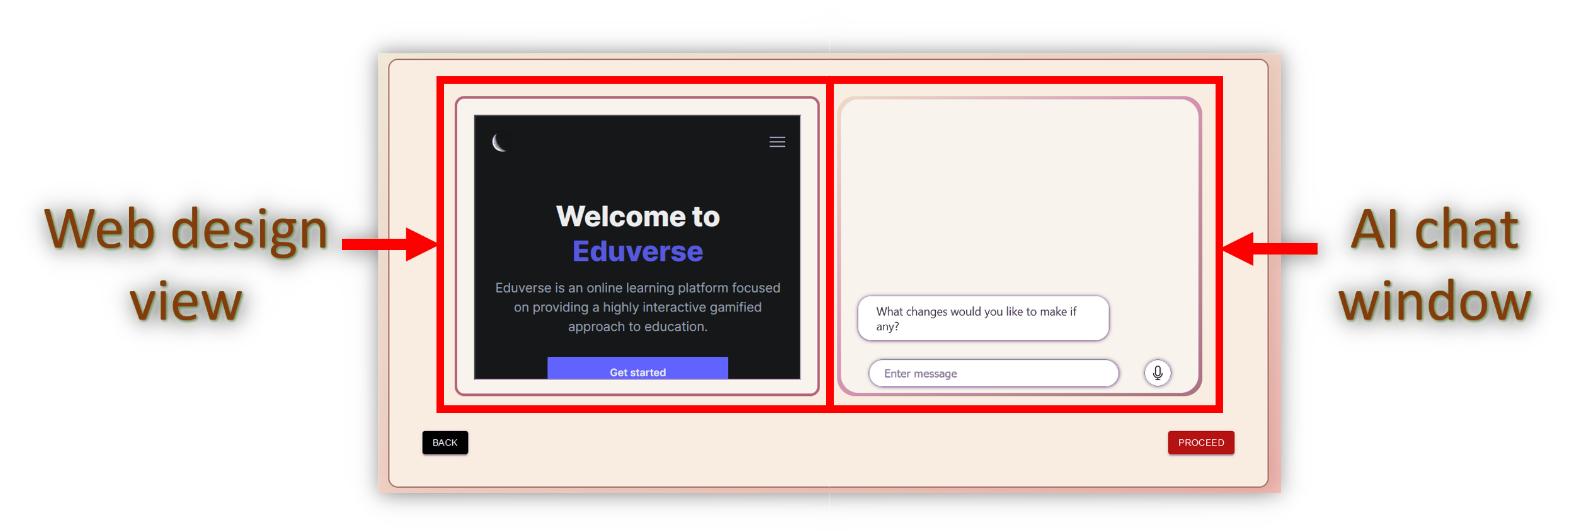 Web design
view
Welcome to
Eduverse
Eduverse is an online learning platform focused
on providing a highly interactive gamified
approach to education.
Get started
What changes would you like to make if
any?
Enter message
AI chat
window
BACK
PROCEED